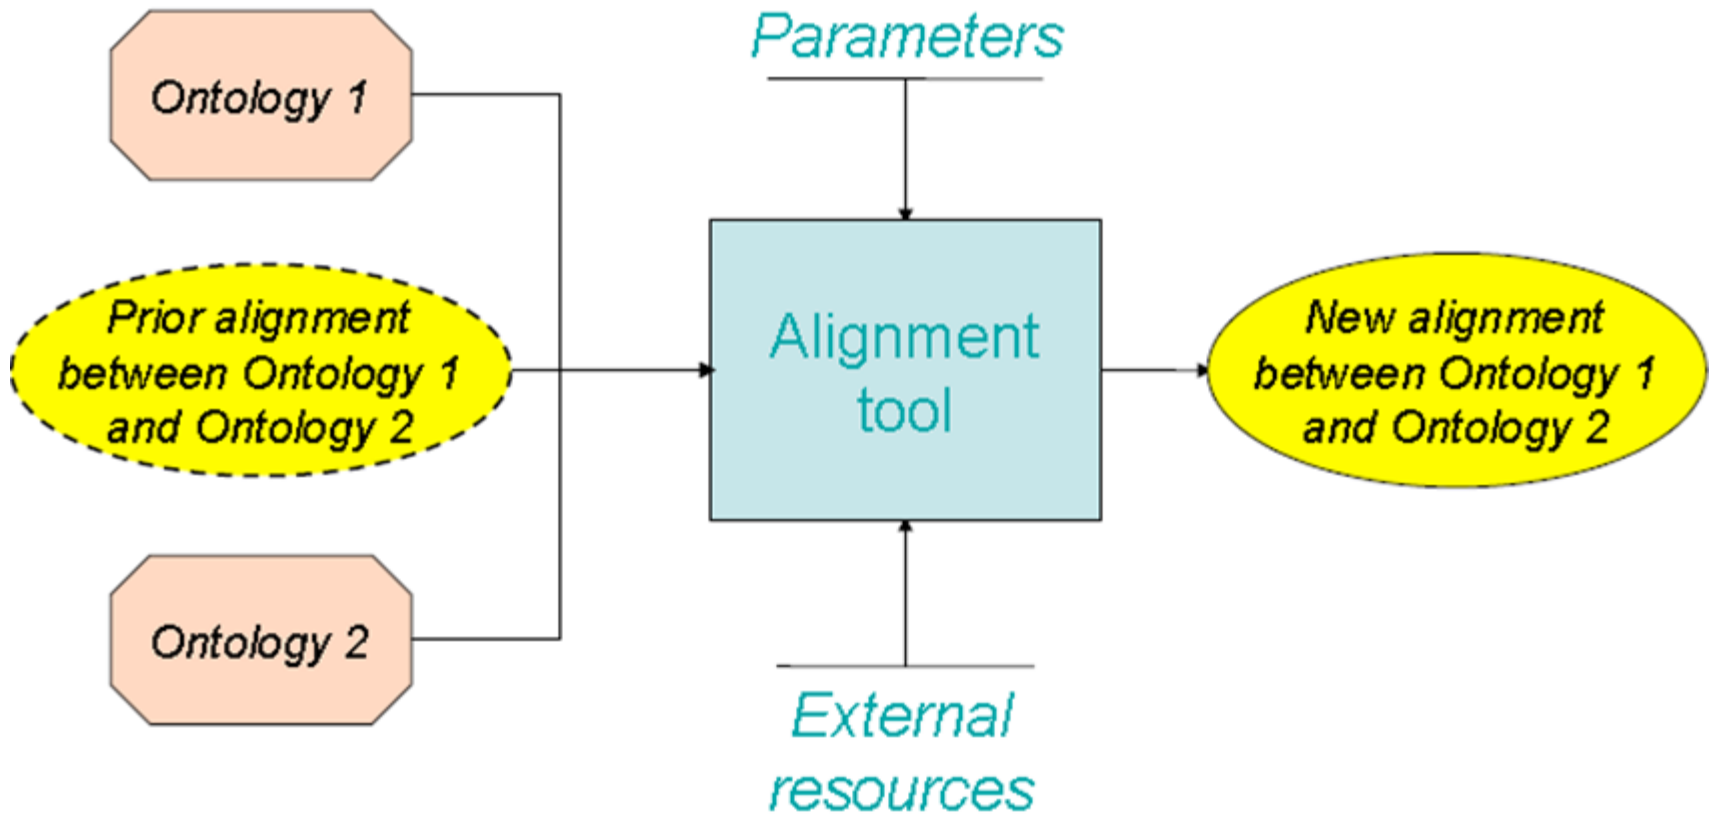 Ontology 1
Parameters
Prior alignment
between Ontology 1
and Ontology 2
Alignment
tool
New alignment
between Ontology 1
and Ontology 2
Ontology 2
External
resources